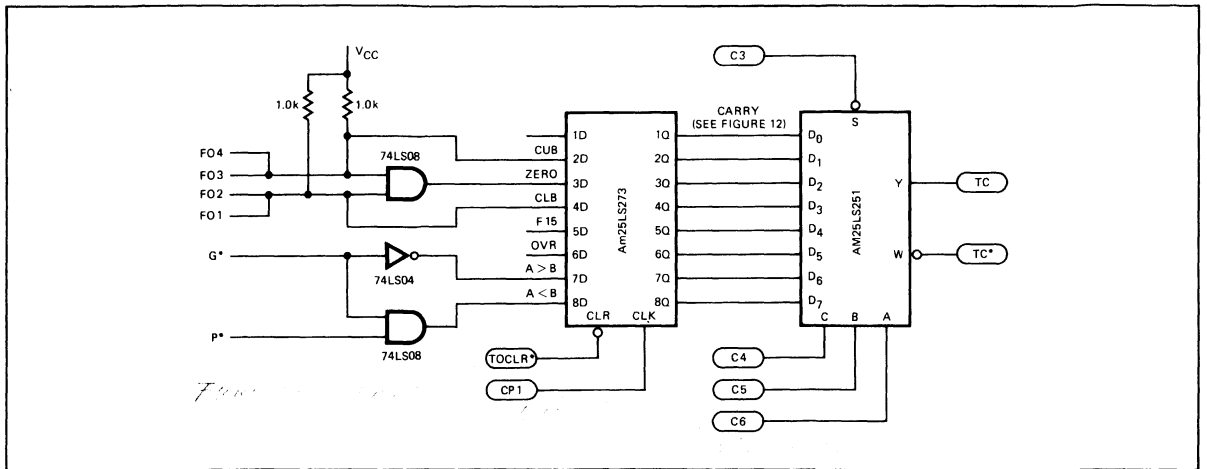 VCC
1.0k
1.0k
FO4
FO3
FO2
FO1
74LS08
G*
74LS04
P*
74LS08
CUB
ZERO
CLB
F15
OVR
A > B
A < B
1D
2D
3D
4D
5D
6D
7D
8D
Am25LS273
1Q
2Q
3Q
4Q
5Q
6Q
7Q
8Q
CLR
CLK
TOCLR*
CP1
CARRY
(SEE FIGURE 12)
C3
S
D0
D1
D2
D3
D4
D5
D6
D7
AM25LS251
Y
W
C
B
A
TC
TC*
C4
C5
C6